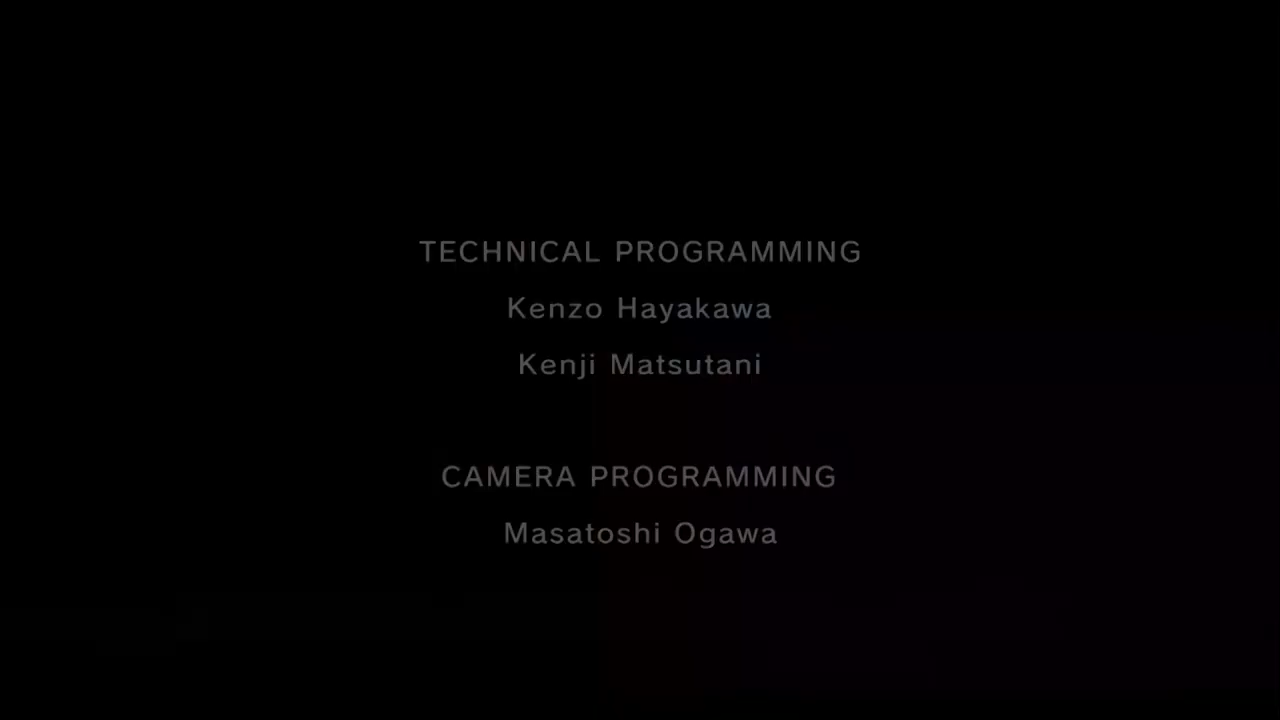 TECHNICAL PROGRAMMING
Kenzo Hayakawa
Kenji Matsutani
CAMERA PROGRAMMING
Masatoshi Ogawa